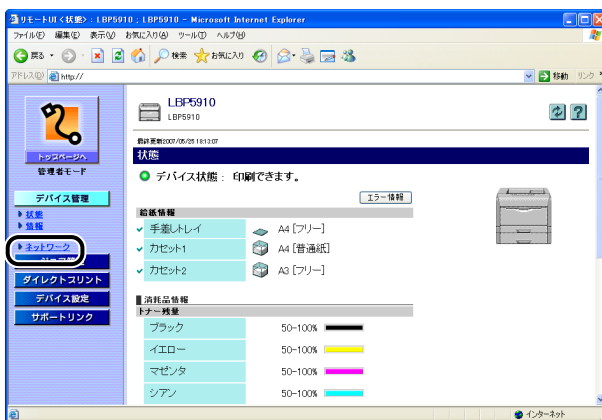 リモートUI <状態> : LBP5910 ; LBP5910 - Microsoft Internet Explorer
ファイル(F) 編集(E) 表示(V) お気に入り(A) ツール(T) ヘルプ(H)
戻る 検索 お気に入り
アドレス(D) http:// 移動 リンク »
LBP5910
LBP5910
最終更新2007/05/25 18:13:07
トップページへ
管理者モード
状態
デバイス状態 : 印刷できます。
エラー情報
デバイス管理
状態
情報
ネットワーク
ダイレクトプリント
デバイス設定
サポートリンク
給紙情報
手差しトレイ A4 [フリー]
カセット1 A4 [普通紙]
カセット2 A3 [フリー]
消耗品情報
トナー残量
ブラック 50-100%
イエロー 50-100%
マゼンタ 50-100%
シアン 50-100%
インターネット